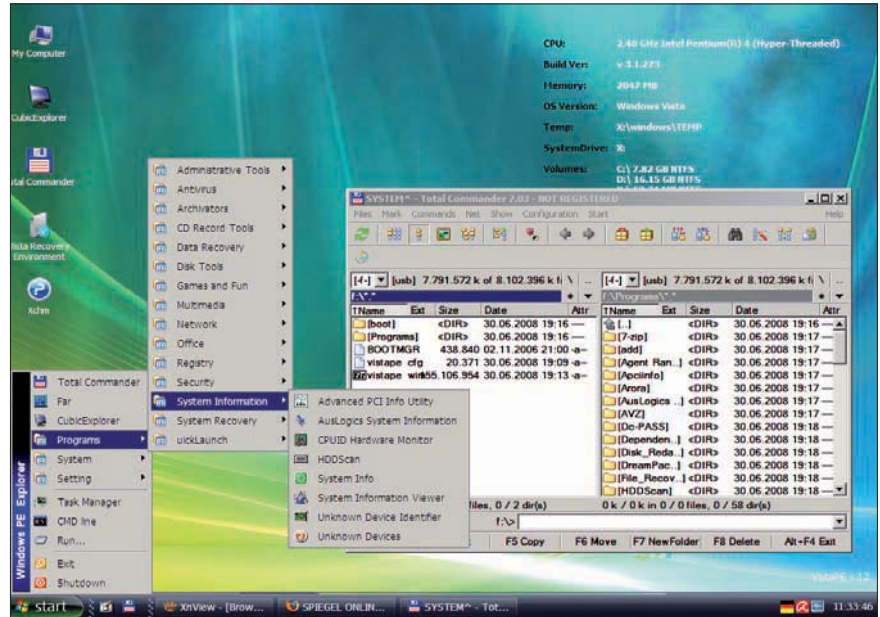 My Computer
CubicExplorer
tal Commander
ista Recovery
Environment
Xchm
CPU: 2.40 GHz Intel Pentium(R) 4 (Hyper-Threaded)
Build Ver: v 3.1.273
Memory: 2047 MB
OS Version: Windows Vista
Temp: X:\windows\TEMP
SystemDrive: X:
Volumes: C:\ 7.82 GB NTFS
D:\ 16.15 GB NTFS
Administrative Tools
Antivirus
Archivators
CD Record Tools
Data Recovery
Disk Tools
Games and Fun
Multimedia
Network
Office
Registry
Security
System Information
System Recovery
uickLaunch
Total Commander
Far
CubicExplorer
Programs
System
Setting
Task Manager
CMD line
Run...
Exit
Shutdown
Windows PE Explorer
Advanced PCI Info Utility
AusLogics System Information
CPUID Hardware Monitor
HDDScan
System Info
System Information Viewer
Unknown Device Identifier
Unknown Devices
SYSTEM^ - Total Commander 7.02 - NOT REGISTERED
Files Mark Commands Net Show Configuration Start Help
[-f-] [usb] 7.791.572 k of 8.102.396 k fi \ ..
f:\*.*
Name Ext Size Date Attr
[boot] <DIR> 30.06.2008 19:16 —
[Programs] <DIR> 30.06.2008 19:16 —
BOOTMGR 438.840 02.11.2006 21:00 -a-
vistape cfg 20.371 30.06.2008 19:09 -a-
vistape wim 155.106.954 30.06.2008 19:13 -a-
[-f-] [usb] 7.791.572 k of 8.102.396 k fi \ ..
f:\Programs\*.*
Name Ext Size Date Attr
[..] <DIR> 30.06.2008 19:16 —
[7-zip] <DIR> 30.06.2008 19:17 —
[add] <DIR> 30.06.2008 19:17 —
[Agent Ran..] <DIR> 30.06.2008 19:17 —
[Apciinfo] <DIR> 30.06.2008 19:17 —
[Arora] <DIR> 30.06.2008 19:17 —
[AusLogics ..] <DIR> 30.06.2008 19:17 —
[AVZ] <DIR> 30.06.2008 19:17 —
[Dc-PASS] <DIR> 30.06.2008 19:18 —
[Dependen..] <DIR> 30.06.2008 19:18 —
[Disk_Reda..] <DIR> 30.06.2008 19:18 —
[DreamPac..] <DIR> 30.06.2008 19:18 —
[File_Recov..] <DIR> 30.06.2008 19:17 —
[HDDScan] <DIR> 30.06.2008 19:18 —
files, 0 / 2 dir(s)
0 k / 0 k in 0 / 0 files, 0 / 58 dir(s)
f:\>
F5 Copy F6 Move F7 NewFolder F8 Delete Alt+F4 Exit
start
XnView - [Brow...
SPIEGEL ONLIN...
SYSTEM^ - Tot...
11:33:46